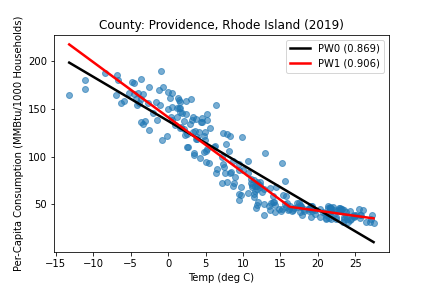 County: Providence, Rhode Island (2019)
PW0 (0.869)
PW1 (0.906)
Per-Capita Consumption (MMBtu/1000 Households)
200
150
100
50
−15 −10 −5 0 5 10 15 20 25
Temp (deg C)